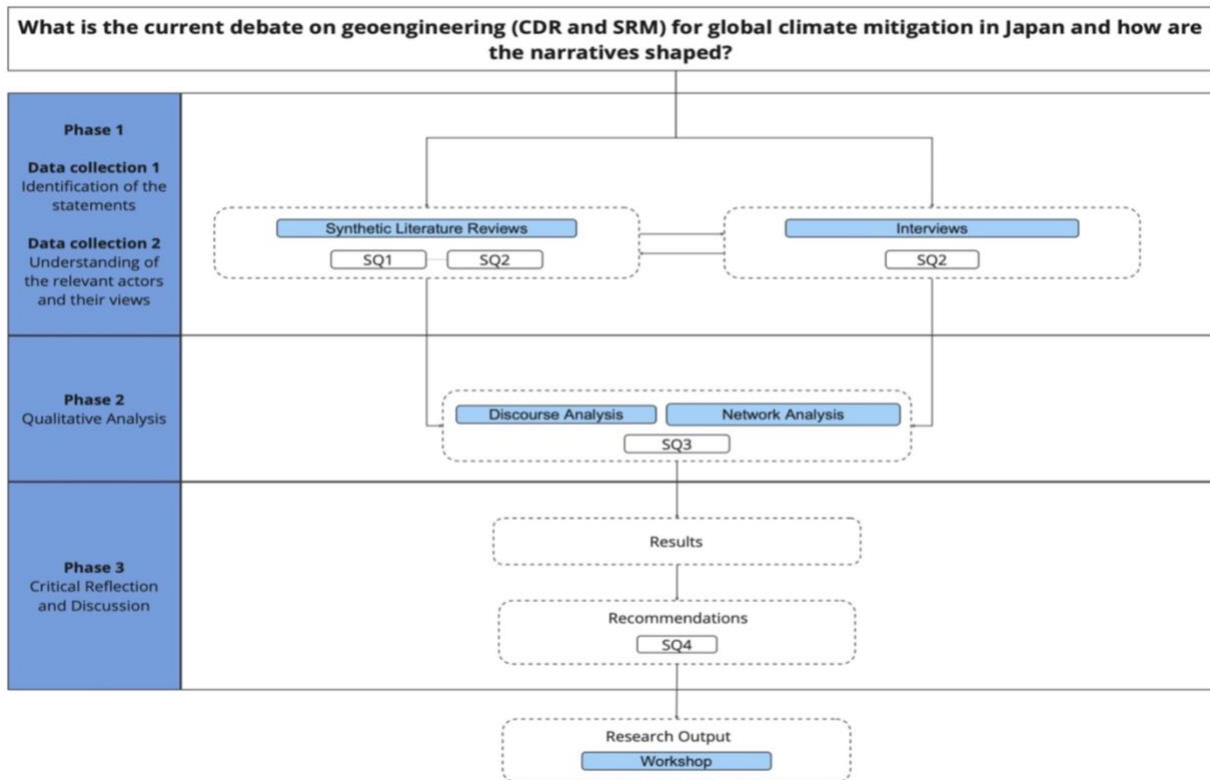 What is the current debate on geoengineering (CDR and SRM) for global climate mitigation in Japan and how are
the narratives shaped?
Phase 1
Data collection 1
Identification of the
statements
Data collection 2
Understanding of
the relevant actors
and their views
Synthetic Literature Reviews
SQ1
SQ2
Interviews
SQ2
Phase 2
Qualitative Analysis
Discourse Analysis
Network Analysis
SQ3
Phase 3
Critical Reflection
and Discussion
Results
Recommendations
SQ4
Research Output
Workshop